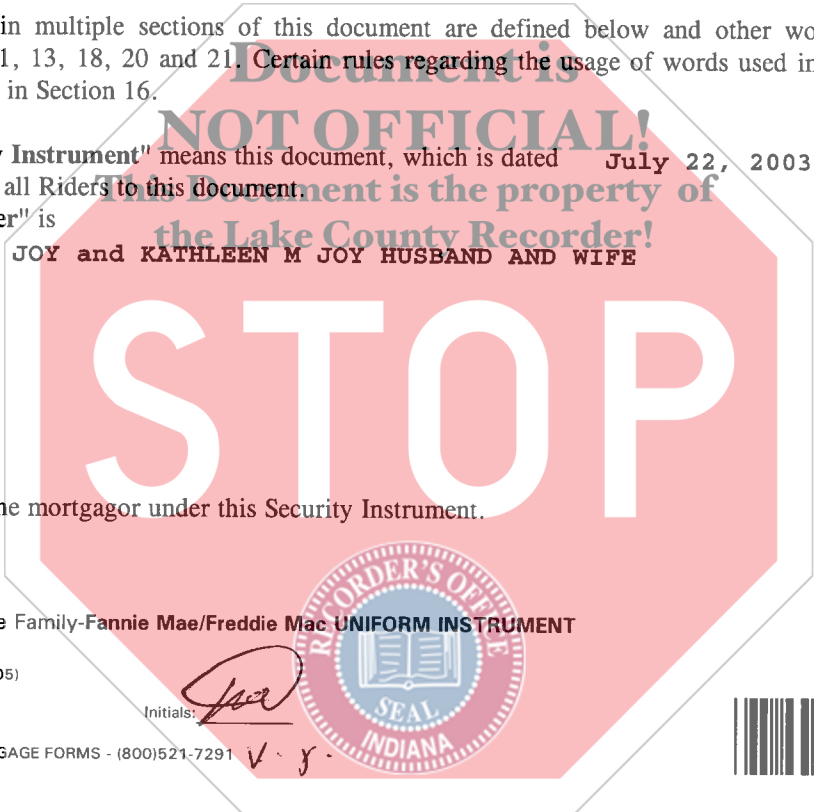 in multiple sections of this document are defined below and other wo
1, 13, 18, 20 and 21. Certain rules regarding the usage of words used in
in Section 16.
Document is
NOT OFFICIAL!
This Document is the property of
the Lake County Recorder!
y Instrument" means this document, which is dated July 22, 2003
all Riders to this document.
er" is
JOY and KATHLEEN M JOY HUSBAND AND WIFE
STOP
ne mortgagor under this Security Instrument.
e Family-Fannie Mae/Freddie Mac UNIFORM INSTRUMENT
05)
Initials:
GAGE FORMS - (800)521-7291
RECORDER'S OFFICE
SEAL
INDIANA